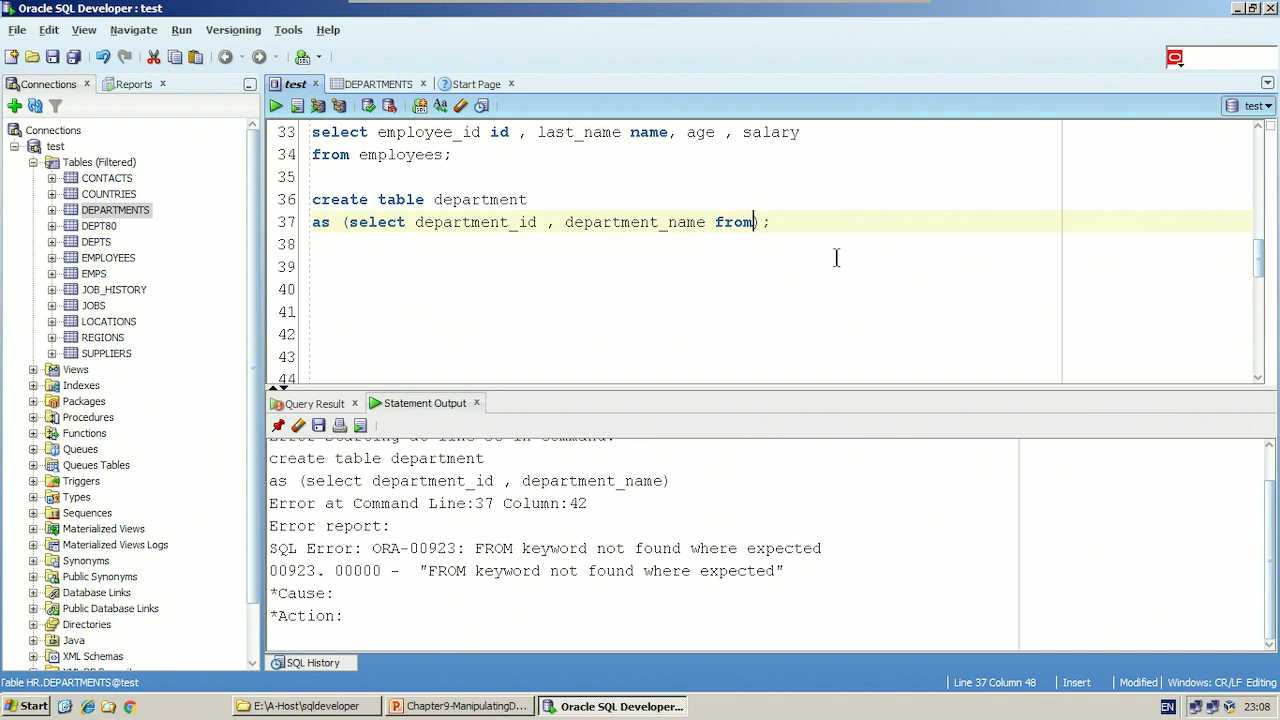 Oracle SQL Developer: test
File Edit View Navigate Run Versioning Tools Help
Connections Reports
test DEPARTMENTS Start Page
test
Connections
test
Tables (Filtered)
CONTACTS
COUNTRIES
DEPARTMENTS
DEPT80
DEPTS
EMPLOYEES
EMPS
JOB_HISTORY
JOBS
LOCATIONS
REGIONS
SUPPLIERS
Views
Indexes
Packages
Procedures
Functions
Queues
Queues Tables
Triggers
Types
Sequences
Materialized Views
Materialized Views Logs
Synonyms
Public Synonyms
Database Links
Public Database Links
Directories
Java
XML Schemas
33 select employee_id id , last_name name, age , salary
34 from employees;
35
36 create table department
37 as (select department_id , department_name from);
38
39
40
41
42
43
44
Query Result Statement Output
create table department
as (select department_id , department_name)
Error at Command Line:37 Column:42
Error report:
SQL Error: ORA-00923: FROM keyword not found where expected
00923. 00000 - "FROM keyword not found where expected"
*Cause:
*Action:
SQL History
Table HR.DEPARTMENTS@test
Line 37 Column 48 Insert Modified Windows: CR/LF Editing
Start E:\A-Host\sqldeveloper Chapter9-ManipulatingD... Oracle SQL Developer... EN 23:08